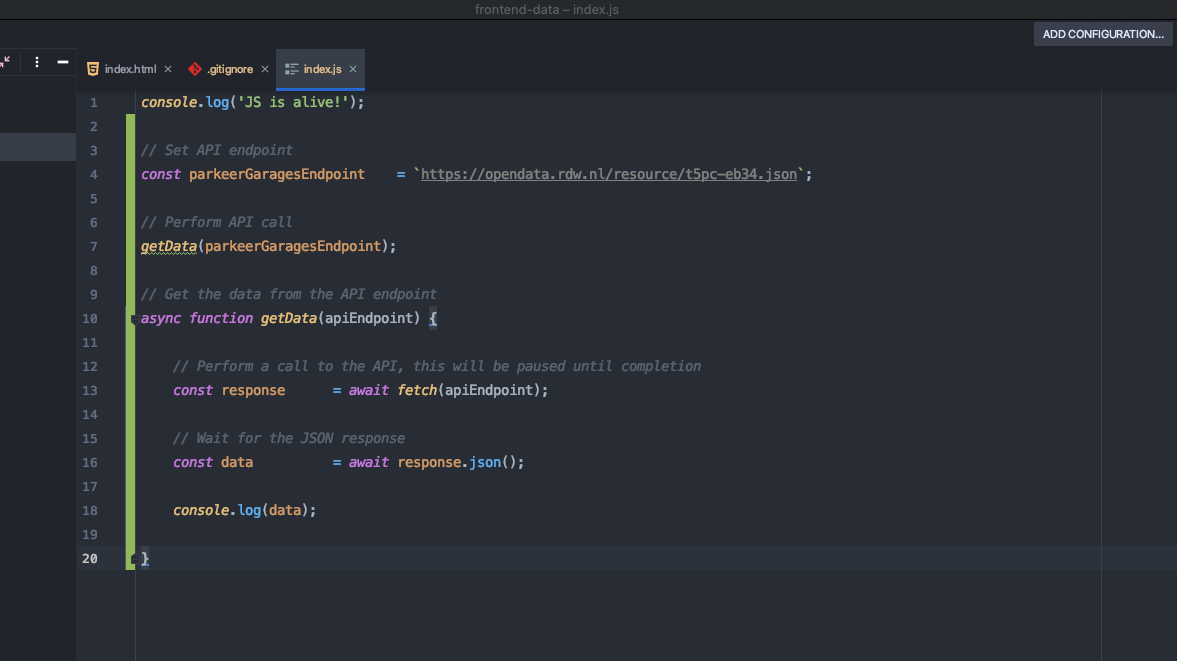 frontend-data – index.js
ADD CONFIGURATION...
index.html × .gitignore × index.js ×
1 console.log('JS is alive!');
2
3 // Set API endpoint
4 const parkeerGaragesEndpoint    = `https://opendata.rdw.nl/resource/t5pc-eb34.json`;
5
6 // Perform API call
7 getData(parkeerGaragesEndpoint);
8
9 // Get the data from the API endpoint
10 async function getData(apiEndpoint) {
11
12     // Perform a call to the API, this will be paused until completion
13     const response      = await fetch(apiEndpoint);
14
15     // Wait for the JSON response
16     const data          = await response.json();
17
18     console.log(data);
19
20 }